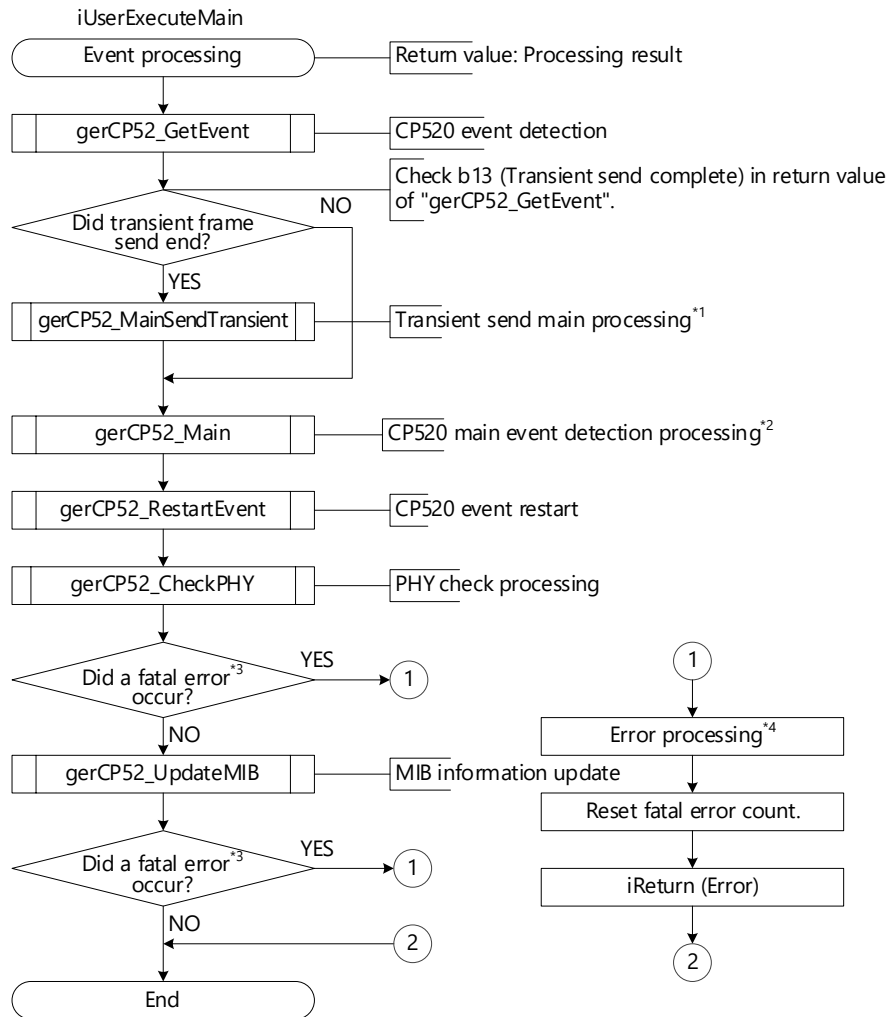 iUserExecuteMain
Event processing
Return value: Processing result
gerCP52_GetEvent
CP520 event detection
Check b13 (Transient send complete) in return value
of "gerCP52_GetEvent".
NO
Did transient frame
send end?
YES
gerCP52_MainSendTransient
Transient send main processing*1
gerCP52_Main
CP520 main event detection processing*2
gerCP52_RestartEvent
CP520 event restart
gerCP52_CheckPHY
PHY check processing
YES
Did a fatal error*3
occur?
1
NO
gerCP52_UpdateMIB
MIB information update
YES
Did a fatal error*3
occur?
1
NO
2
End
1
Error processing*4
Reset fatal error count.
iReturn (Error)
2